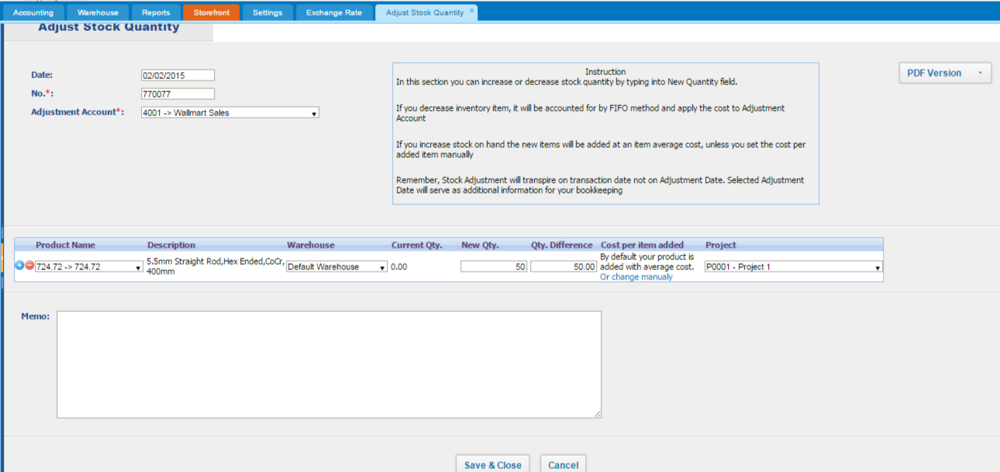 Accounting Warehouse Reports Storefront Settings Exchange Rate Adjust Stock Quantity x
Adjust Stock Quantity
Date: 02/02/2015
No.*: 770077
Adjustment Account*: 4001 -> Wallmart Sales
Instruction
In this section you can increase or decrease stock quantity by typing into New Quantity field.
If you decrease inventory item, it will be accounted for by FIFO method and apply the cost to Adjustment
Account
If you increase stock on hand the new items will be added at an item average cost, unless you set the cost per
added item manually
Remember, Stock Adjustment will transpire on transaction date not on Adjustment Date. Selected Adjustment
Date will serve as additional information for your bookkeeping
PDF Version
Product Name Description Warehouse Current Qty. New Qty. Qty. Difference Cost per item added Project
724.72 -> 724.72
5.5mm Straight Rod,Hex Ended,CoCr,
400mm
Default Warehouse
0.00
50
50.00
By default your product is
added with average cost.
Or change manualy
P0001 - Project 1
Memo:
Save & Close Cancel